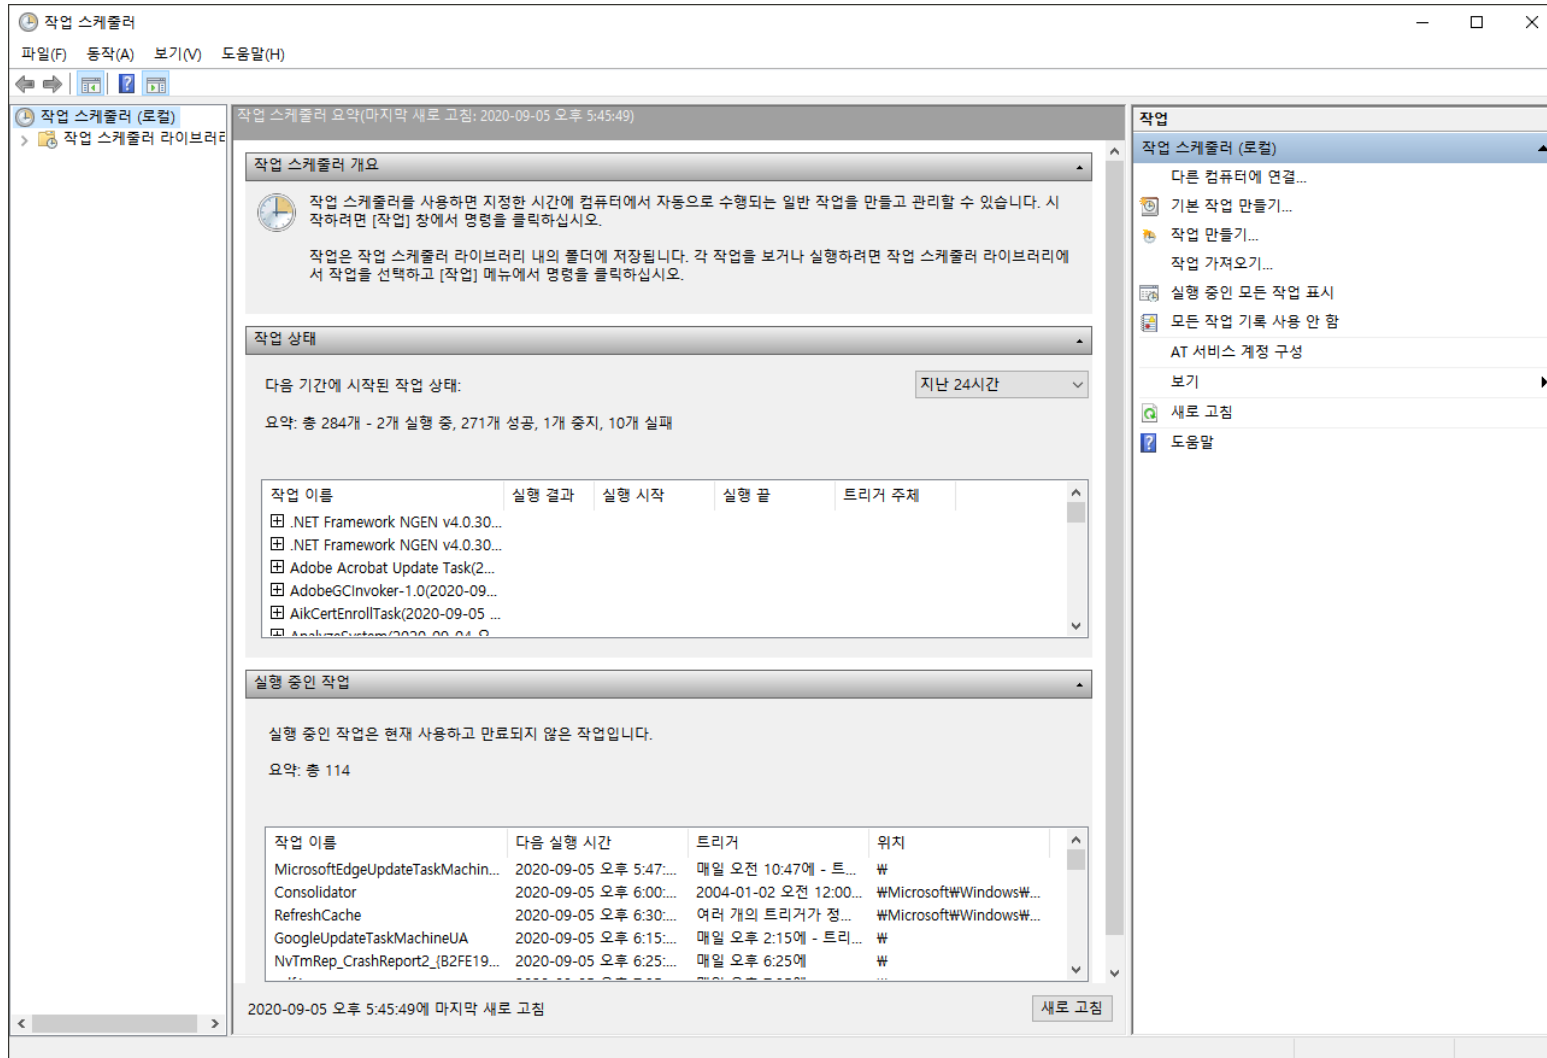 작업 스케줄러
파일(F) 동작(A) 보기(V) 도움말(H)
작업 스케줄러 (로컬)
작업 스케줄러 라이브러리
작업 스케줄러 요약(마지막 새로 고침: 2020-09-05 오후 5:45:49)
작업 스케줄러 개요
작업 스케줄러를 사용하면 지정한 시간에 컴퓨터에서 자동으로 수행되는 일반 작업을 만들고 관리할 수 있습니다. 시
작하려면 [작업] 창에서 명령을 클릭하십시오.
작업은 작업 스케줄러 라이브러리 내의 폴더에 저장됩니다. 각 작업을 보거나 실행하려면 작업 스케줄러 라이브러리에
서 작업을 선택하고 [작업] 메뉴에서 명령을 클릭하십시오.
작업 상태
다음 기간에 시작된 작업 상태:
지난 24시간
요약: 총 284개 - 2개 실행 중, 271개 성공, 1개 중지, 10개 실패
작업 이름 실행 결과 실행 시작 실행 끝 트리거 주체
.NET Framework NGEN v4.0.30...
.NET Framework NGEN v4.0.30...
Adobe Acrobat Update Task(2...
AdobeGCInvoker-1.0(2020-09...
AikCertEnrollTask(2020-09-05 ...
AnalyzeSystem(2020-09-04 오
실행 중인 작업
실행 중인 작업은 현재 사용하고 만료되지 않은 작업입니다.
요약: 총 114
작업 이름 다음 실행 시간 트리거 위치
MicrosoftEdgeUpdateTaskMachin... 2020-09-05 오후 5:47:... 매일 오전 10:47에 - 트... ₩
Consolidator 2020-09-05 오후 6:00:... 2004-01-02 오전 12:00... ₩Microsoft₩Windows₩...
RefreshCache 2020-09-05 오후 6:30:... 여러 개의 트리거가 정... ₩Microsoft₩Windows₩...
GoogleUpdateTaskMachineUA 2020-09-05 오후 6:15:... 매일 오후 2:15에 - 트리... ₩
NvTmRep_CrashReport2_{B2FE19... 2020-09-05 오후 6:25:... 매일 오후 6:25에 ₩
2020-09-05 오후 5:45:49에 마지막 새로 고침
새로 고침
작업
작업 스케줄러 (로컬)
다른 컴퓨터에 연결...
기본 작업 만들기...
작업 만들기...
작업 가져오기...
실행 중인 모든 작업 표시
모든 작업 기록 사용 안 함
AT 서비스 계정 구성
보기
새로 고침
도움말